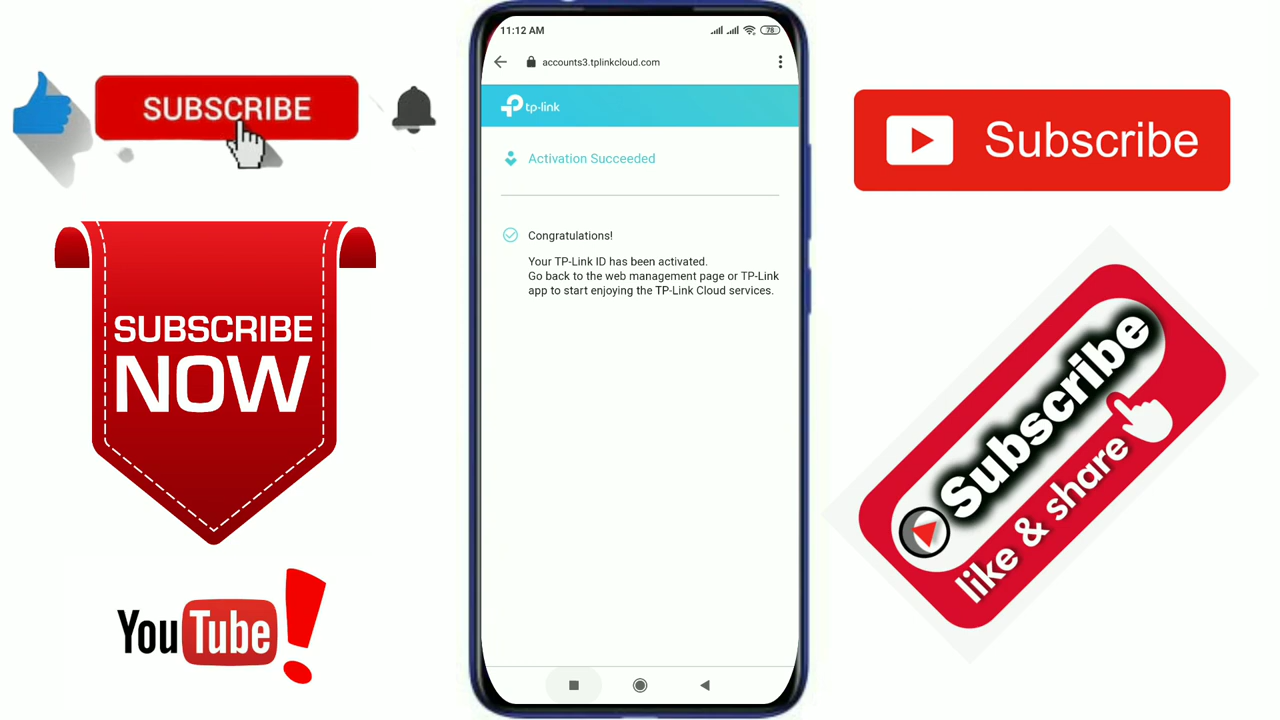 SUBSCRIBE
SUBSCRIBE
NOW
YouTube
11:12 AM
78
accounts3.tplinkcloud.com
tp-link
Activation Succeeded
Congratulations!
Your TP-Link ID has been activated.
Go back to the web management page or TP-Link
app to start enjoying the TP-Link Cloud services.
Subscribe
Subscribe
like & share